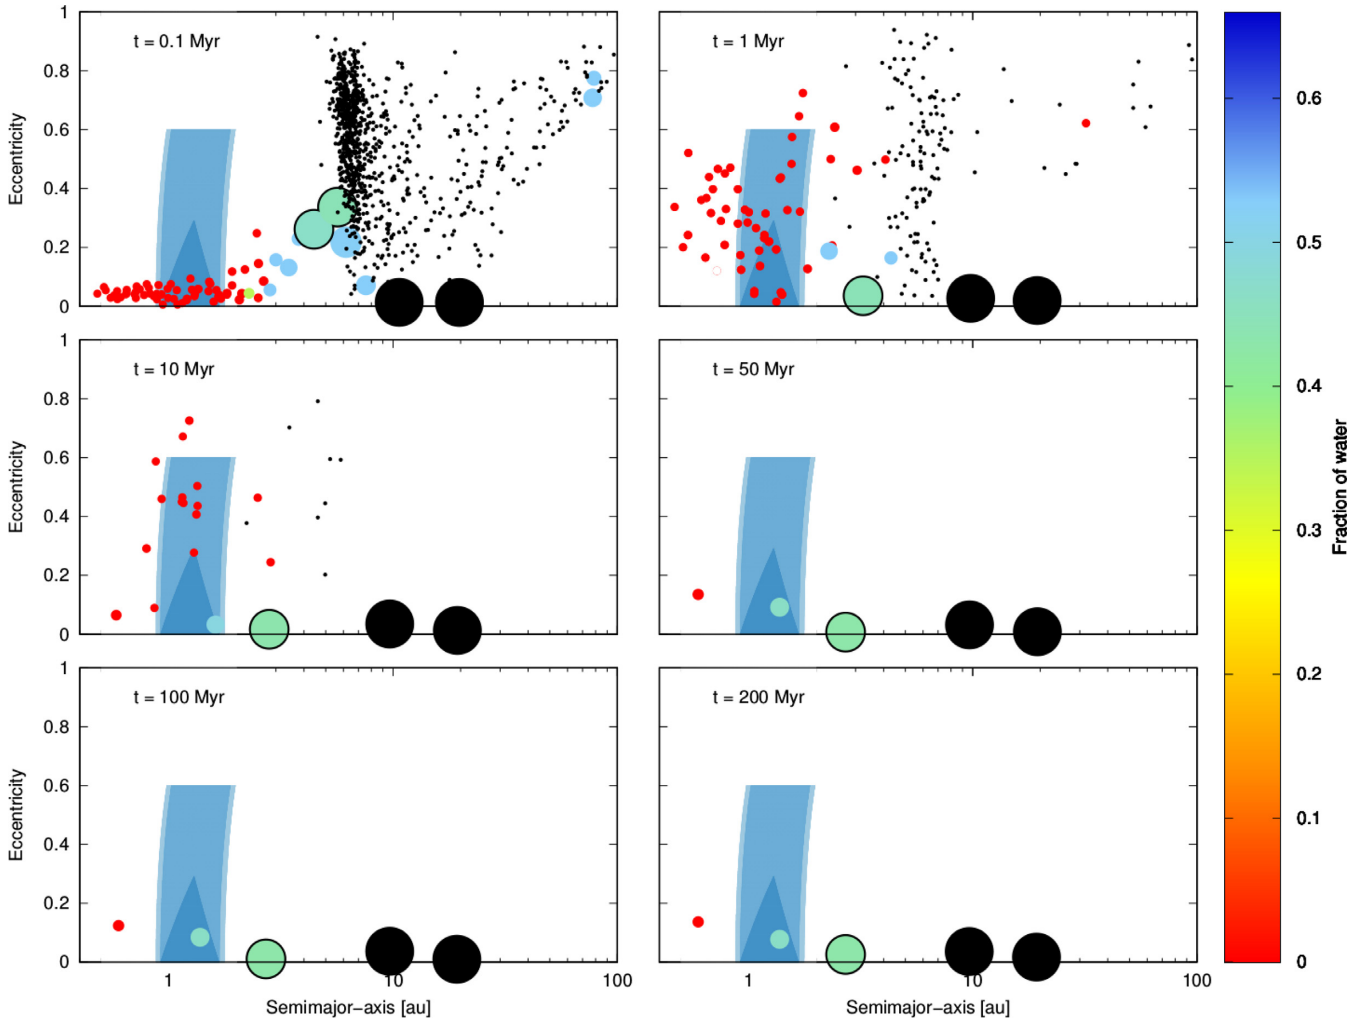 1
0.8
0.6
0.4
0.2
0
Eccentricity
t = 0.1 Myr
t = 1 Myr
1
0.8
0.6
0.4
0.2
0
Eccentricity
t = 10 Myr
t = 50 Myr
1
0.8
0.6
0.4
0.2
0
Eccentricity
t = 100 Myr
t = 200 Myr
1
10
100
Semimajor-axis [au]
1
10
100
Semimajor-axis [au]
0.6
0.5
0.4
0.3
0.2
0.1
0
Fraction of water